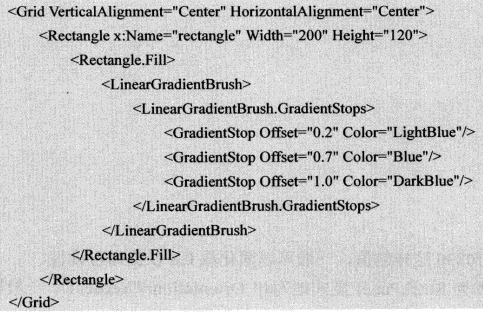 <Grid VerticalAlignment="Center" HorizontalAlignment="Center">
<Rectangle x:Name="rectangle" Width="200" Height="120">
<Rectangle.Fill>
<LinearGradientBrush>
<LinearGradientBrush.GradientStops>
<GradientStop Offset="0.2" Color="LightBlue"/>
<GradientStop Offset="0.7" Color="Blue"/>
<GradientStop Offset="1.0" Color="DarkBlue"/>
</LinearGradientBrush.GradientStops>
</LinearGradientBrush>
</Rectangle.Fill>
</Rectangle>
</Grid>